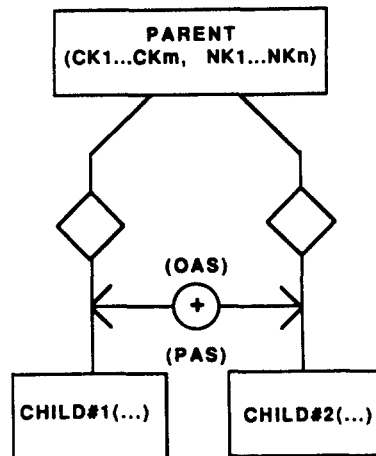 PARENT
(CK1...CKm, NK1...NKn)
(OAS)
+
(PAS)
CHILD#1(...)
CHILD#2(...)